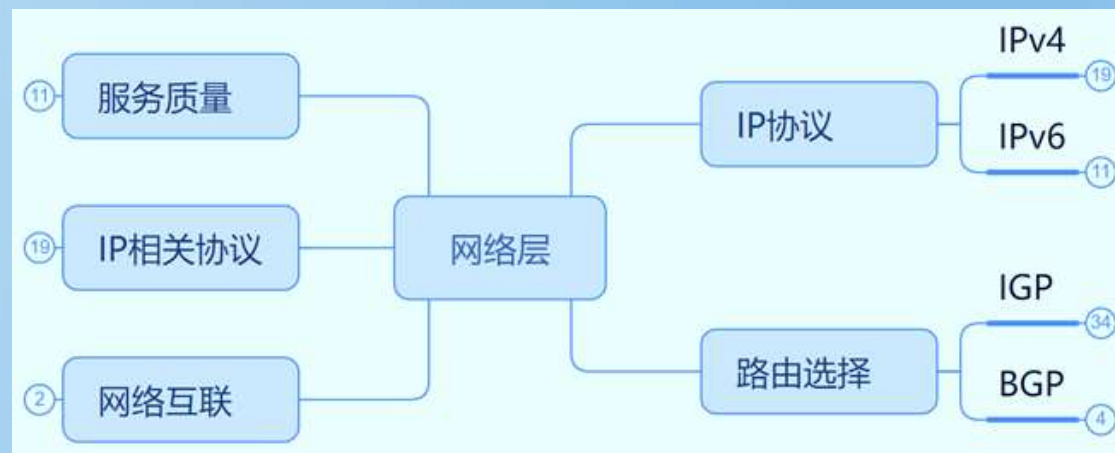 网络层
IP协议
IPv4
19
IPv6
11
路由选择
IGP
34
BGP
4
服务质量
11
IP相关协议
19
网络互联
2